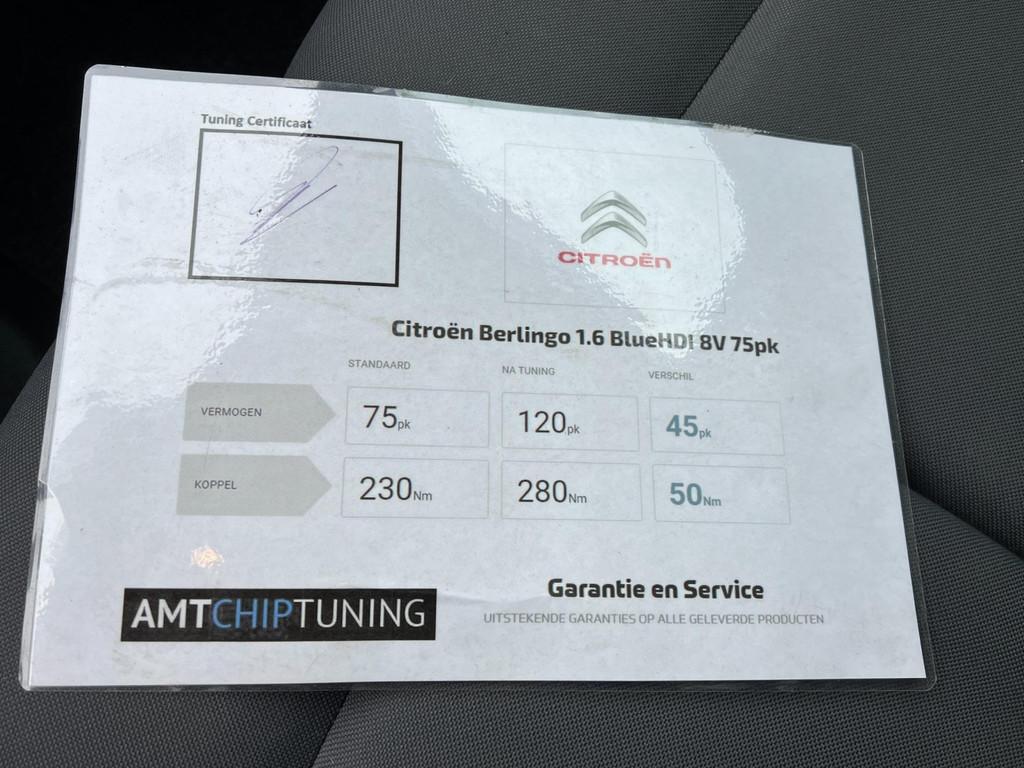 Tuning Certificaat
CITROËN
Citroën Berlingo 1.6 BlueHDI 8V 75pk
STANDAARD NA TUNING VERSCHIL
VERMOGEN 75pk 120pk 45pk
KOPPEL 230Nm 280Nm 50Nm
AMTCHIPTUNING
Garantie en Service
UITSTEKENDE GARANTIES OP ALLE GELEVERDE PRODUCTEN